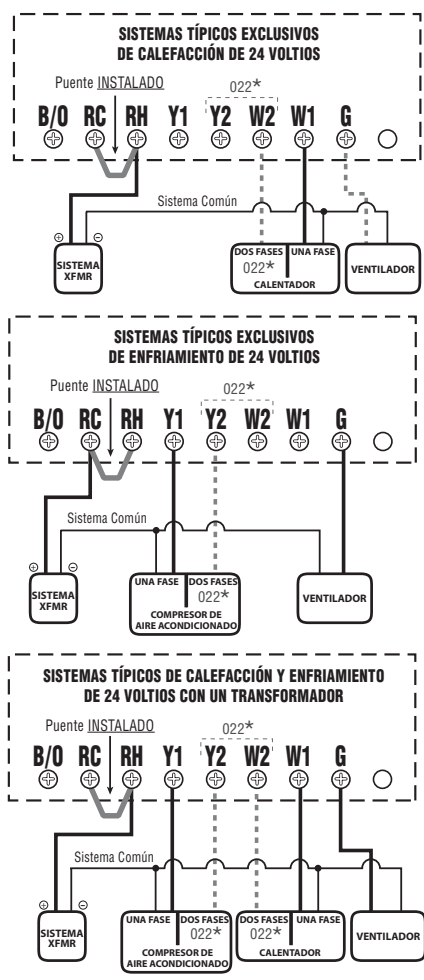 SISTEMAS TÍPICOS EXCLUSIVOS
DE CALEFACCIÓN DE 24 VOLTIOS
Puente INSTALADO
022*
B/O RC RH Y1 Y2 W2 W1 G
Sistema Común
⊕ ⊖
SISTEMA
XFMR
DOS FASES UNA FASE
022*
CALENTADOR
VENTILADOR
SISTEMAS TÍPICOS EXCLUSIVOS
DE ENFRIAMIENTO DE 24 VOLTIOS
Puente INSTALADO
022*
B/O RC RH Y1 Y2 W2 W1 G
Sistema Común
⊕ ⊖
SISTEMA
XFMR
UNA FASE DOS FASES
022*
COMPRESOR DE
AIRE ACONDICIONADO
VENTILADOR
SISTEMAS TÍPICOS DE CALEFACCIÓN Y ENFRIAMIENTO
DE 24 VOLTIOS CON UN TRANSFORMADOR
Puente INSTALADO
022*
B/O RC RH Y1 Y2 W2 W1 G
Sistema Común
⊕ ⊖
SISTEMA
XFMR
UNA FASE DOS FASES
022*
COMPRESOR DE
AIRE ACONDICIONADO
DOS FASES UNA FASE
022*
CALENTADOR
VENTILADOR